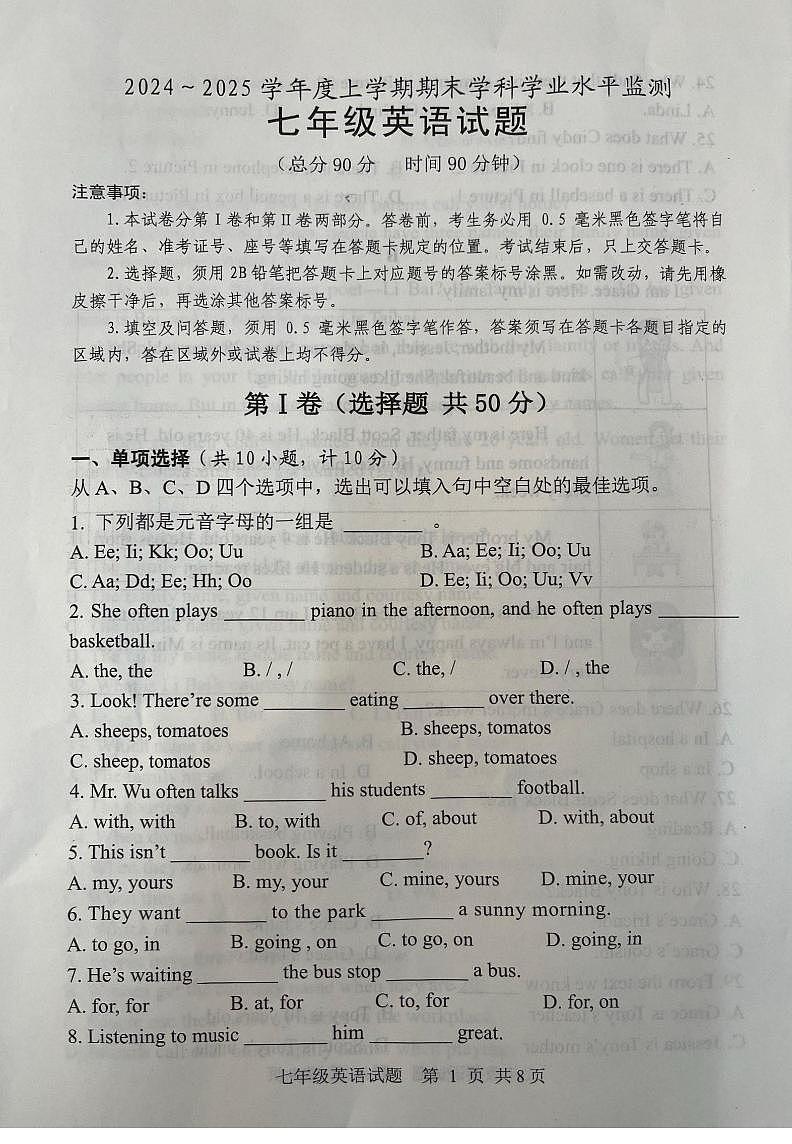 2024～2025学年度上学期期末学科学业水平监测
七年级英语试题
（总分90分 时间90分钟）
注意事项：
1.本试卷分第Ⅰ卷和第Ⅱ卷两部分。答卷前，考生务必用 0.5 毫米黑色签字笔将自
己的姓名、准考证号、座号等填写在答题卡规定的位置。考试结束后，只上交答题卡。
2.选择题，须用2B铅笔把答题卡上对应题号的答案标号涂黑。如需改动，请先用橡
皮擦干净后，再选涂其他答案标号。
3.填空及问答题，须用 0.5 毫米黑色签字笔作答，答案须写在答题卡各题目指定的
区域内，答在区域外或试卷上均不得分。
第Ⅰ卷（选择题 共50分）
一、单项选择（共10小题，计10分）
从A、B、C、D四个选项中，选出可以填入句中空白处的最佳选项。
1. 下列都是元音字母的一组是 ________ 。
A. Ee; Ii; Kk; Oo; Uu B. Aa; Ee; Ii; Oo; Uu
C. Aa; Dd; Ee; Hh; Oo D. Ee; Ii; Oo; Uu; Vv
2. She often plays ________ piano in the afternoon, and he often plays ________
basketball.
A. the, the B. / , / C. the, / D. / , the
3. Look! There're some ________ eating ________ over there.
A. sheeps, tomatoes B. sheeps, tomatos
C. sheep, tomatos D. sheep, tomatoes
4. Mr. Wu often talks ________ his students ________ football.
A. with, with B. to, with C. of, about D. with, about
5. This isn't ________ book. Is it ________?
A. my, yours B. my, your C. mine, yours D. mine, your
6. They want ________ to the park ________ a sunny morning.
A. to go, in B. going , on C. to go, on D. going, in
7. He's waiting ________ the bus stop ________ a bus.
A. for, for B. at, for C. to, for D. for, on
8. Listening to music ________ him ________ great.
七年级英语试题 第 1 页 共8页